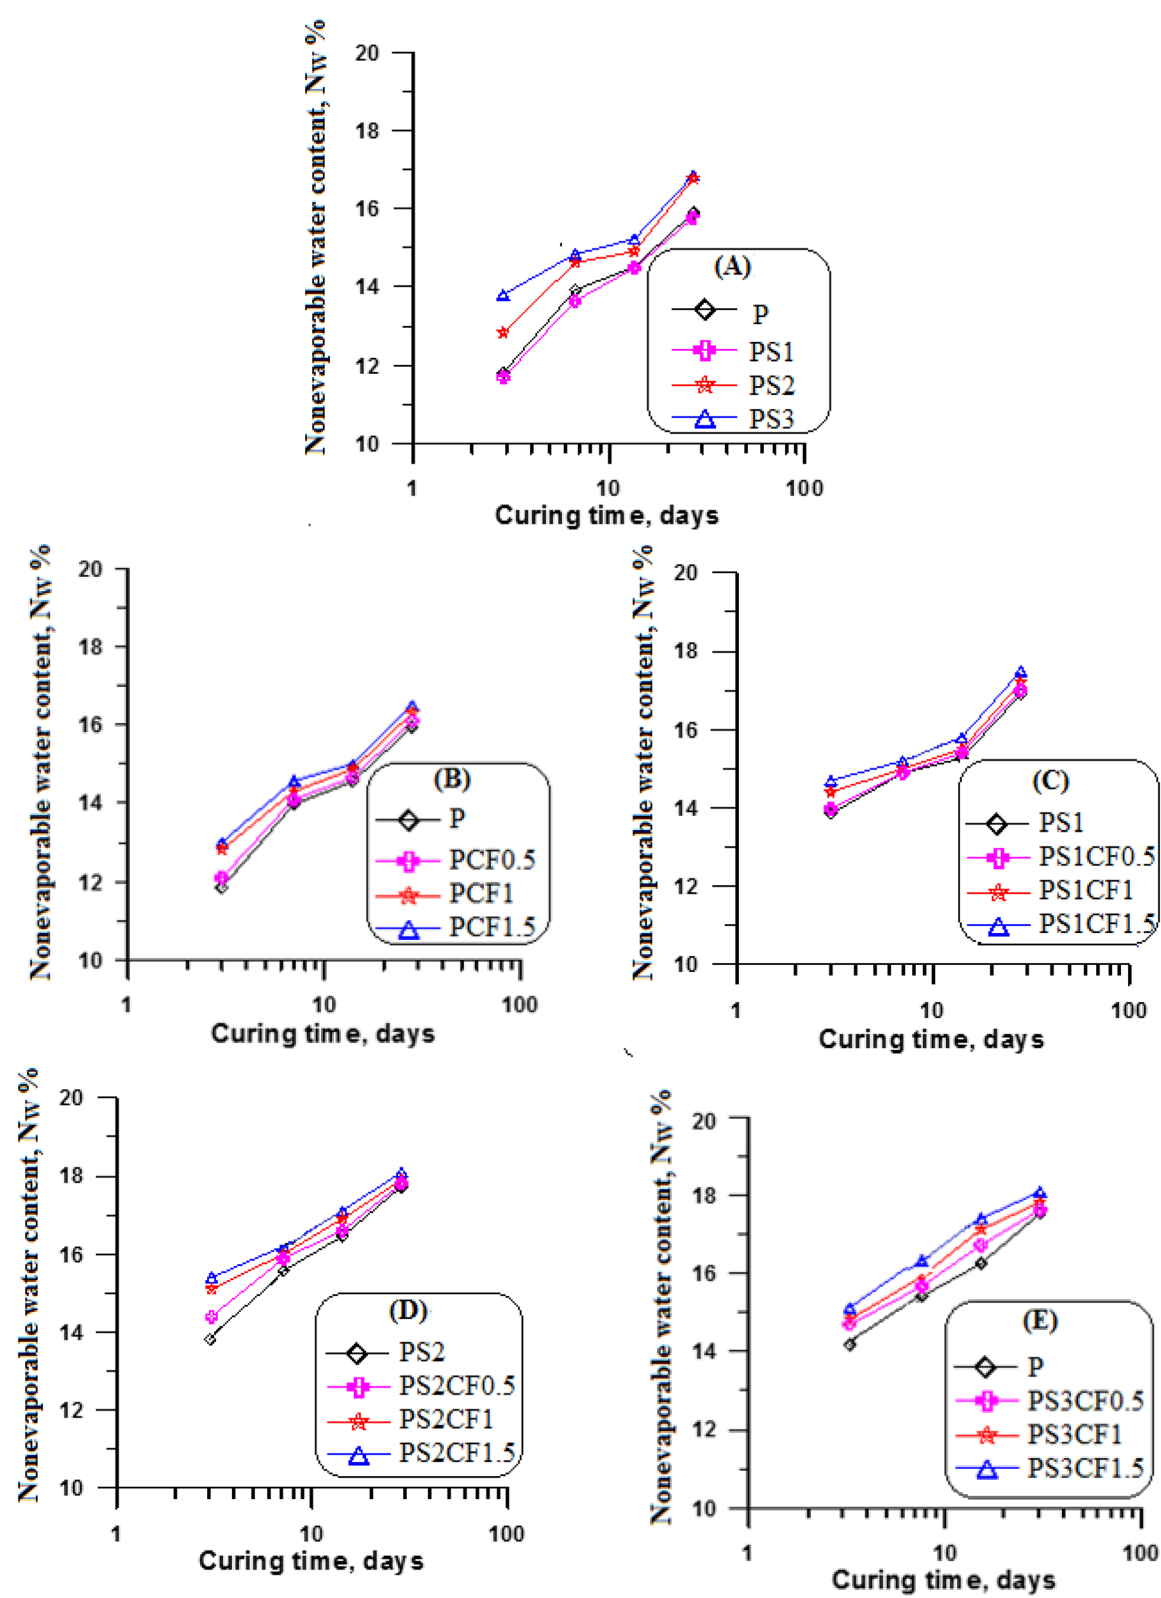 Nonevaporable water content, Nw %
20
18
16
14
12
10
1
10
100
Curing time, days
(A)
P
PS1
PS2
PS3
Nonevaporable water content, Nw %
20
18
16
14
12
10
1
10
100
Curing time, days
(B)
P
PCF0.5
PCF1
PCF1.5
Nonevaporable water content, Nw %
20
18
16
14
12
10
1
10
100
Curing time, days
(C)
PS1
PS1CF0.5
PS1CF1
PS1CF1.5
Nonevaporable water content, Nw %
20
18
16
14
12
10
1
10
100
Curing time, days
(D)
PS2
PS2CF0.5
PS2CF1
PS2CF1.5
Nonevaporable water content, Nw %
20
18
16
14
12
10
1
10
100
Curing time, days
(E)
P
PS3CF0.5
PS3CF1
PS3CF1.5